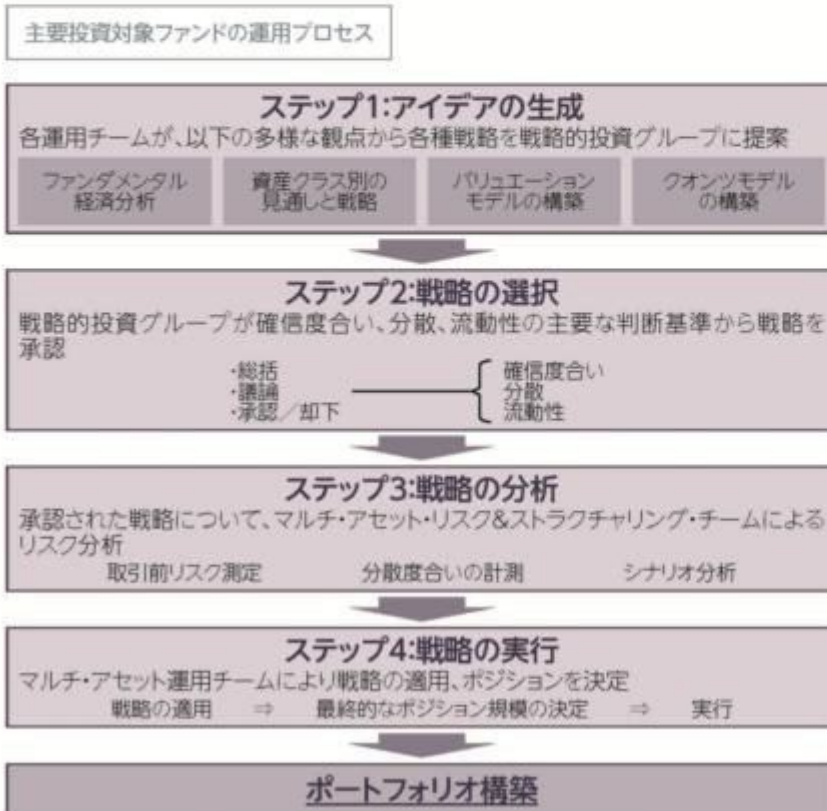 主要投資対象ファンドの運用プロセス
ステップ1:アイデアの生成
各運用チームが、以下の多様な観点から各種戦略を戦略的投資グループに提案
ファンダメンタル
経済分析
資産クラス別の
見通しと戦略
バリュエーション
モデルの構築
クオンツモデル
の構築
ステップ2:戦略の選択
戦略的投資グループが確信度合い、分散、流動性の主要な判断基準から戦略を
承認
・総括
・議論
・承認／却下
確信度合い
分散
流動性
ステップ3:戦略の分析
承認された戦略について、マルチ・アセット・リスク&ストラクチャリング・チームによる
リスク分析
取引前リスク測定 分散度合いの計測 シナリオ分析
ステップ4:戦略の実行
マルチ・アセット運用チームにより戦略の適用、ポジションを決定
戦略の適用 ⇒ 最終的なポジション規模の決定 ⇒ 実行
ポートフォリオ構築